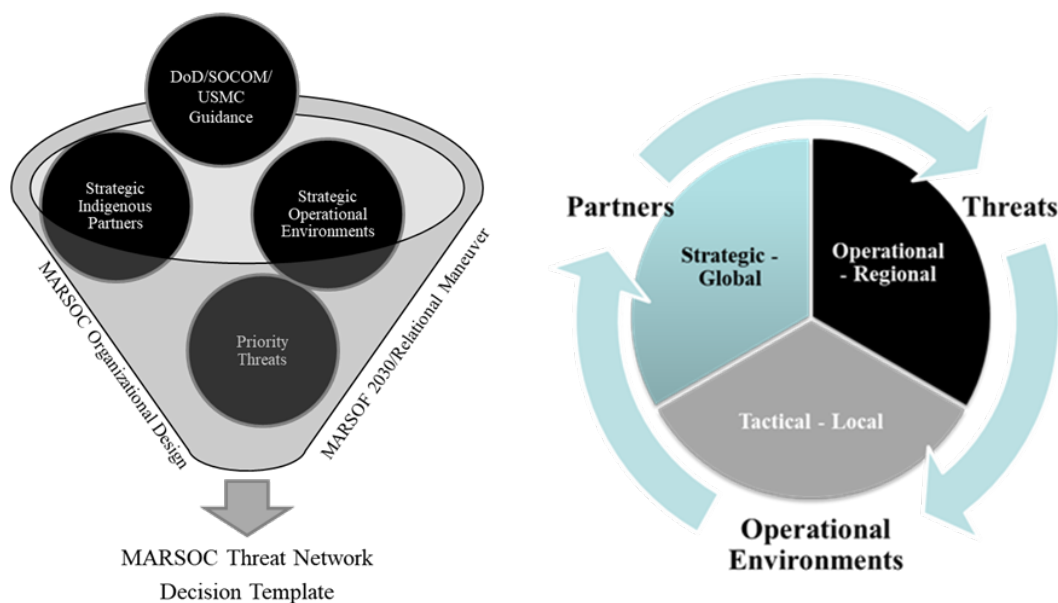 DoD/SOCOM/
USMC
Guidance
Strategic
Indigenous
Partners
Strategic
Operational
Environments
Priority
Threats
MARSOC Organizational Design
MARSOF 2030/Relational Maneuver
MARSOC Threat Network
Decision Template
Partners
Threats
Strategic -
Global
Operational
- Regional
Tactical - Local
Operational
Environments